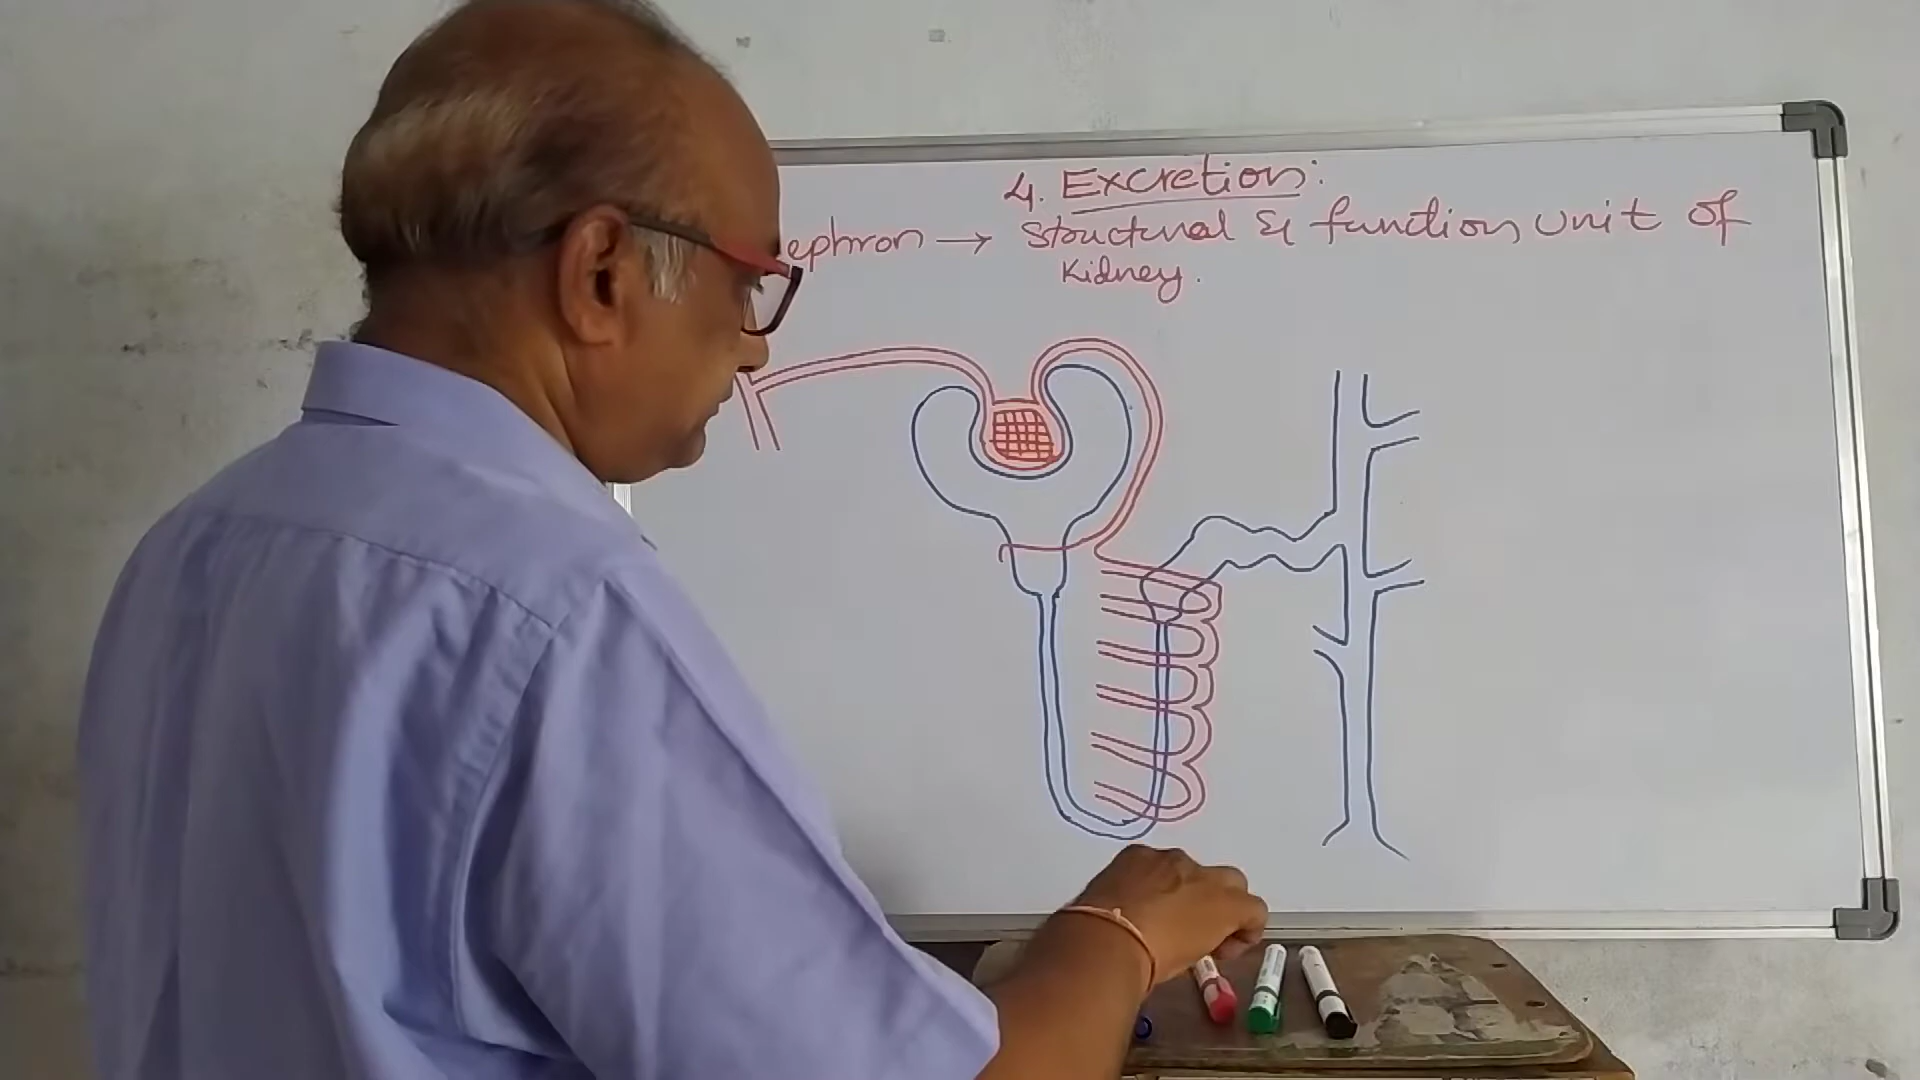 4. Excretion:
ephron → Structural & function unit of
Kidney.